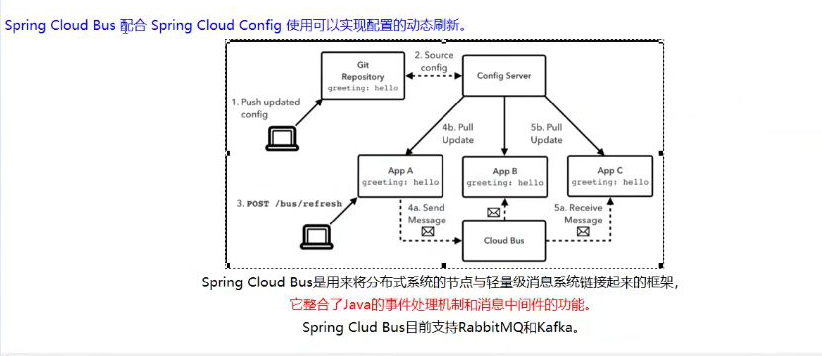 Spring Cloud Bus 配合 Spring Cloud Config 使用可以实现配置的动态刷新。
Git
Repository
greeting: hello
2. Source
config
Config Server
1. Push updated
config
4b. Pull
Update
5b. Pull
Update
App A
greeting: hello
App B
greeting: hello
App C
greeting: hello
3. POST /bus/refresh
4a. Send
Message
5a. Receive
Message
Cloud Bus
Spring Cloud Bus是用来将分布式系统的节点与轻量级消息系统链接起来的框架，
它整合了Java的事件处理机制和消息中间件的功能。
Spring Clud Bus目前支持RabbitMQ和Kafka。